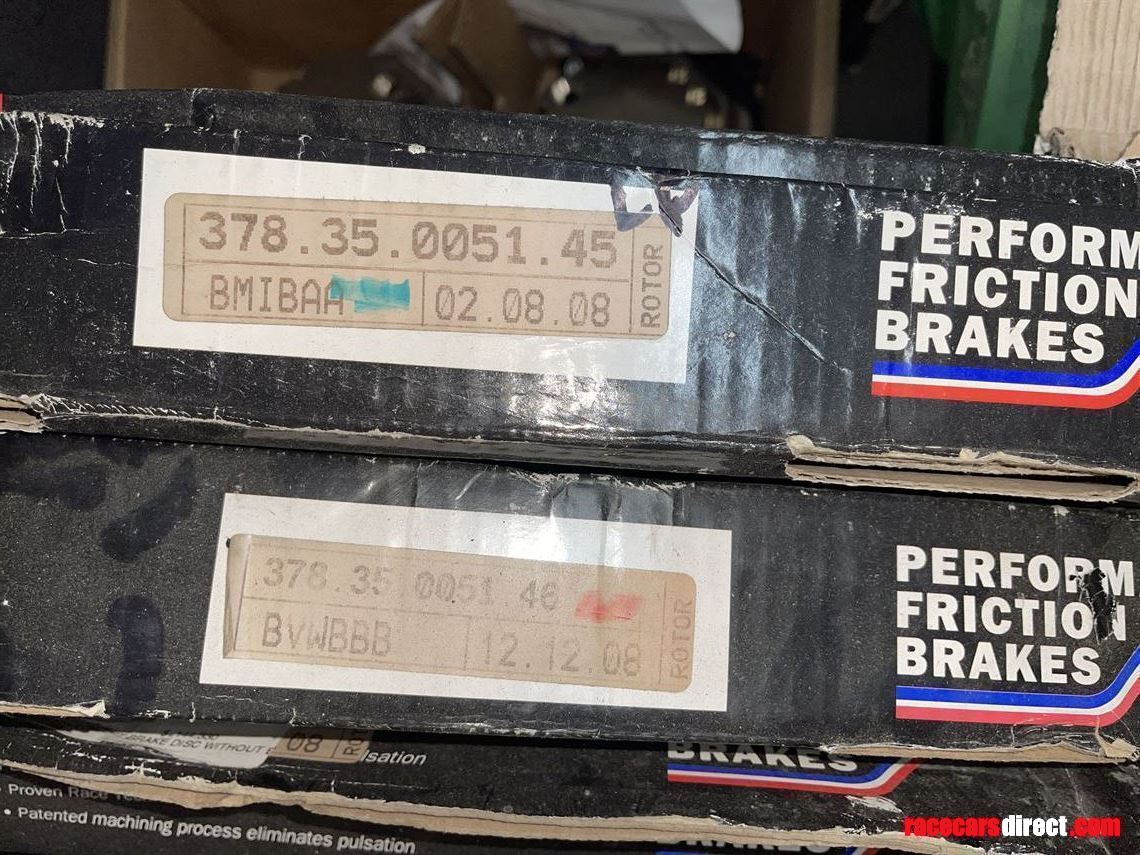 378.35.0051.45
BMIBAA
02.08.08
ROTOR
PERFORM
FRICTION
BRAKES
378.35 0051 46
BVWBBB
12.12.08
ROTOR
PERFORM
FRICTION
BRAKES
BRAKE DISC WITHOUT
08
lsation
BRAKES
Proven Race
• Patented machining process eliminates pulsation
racecarsdirect.com